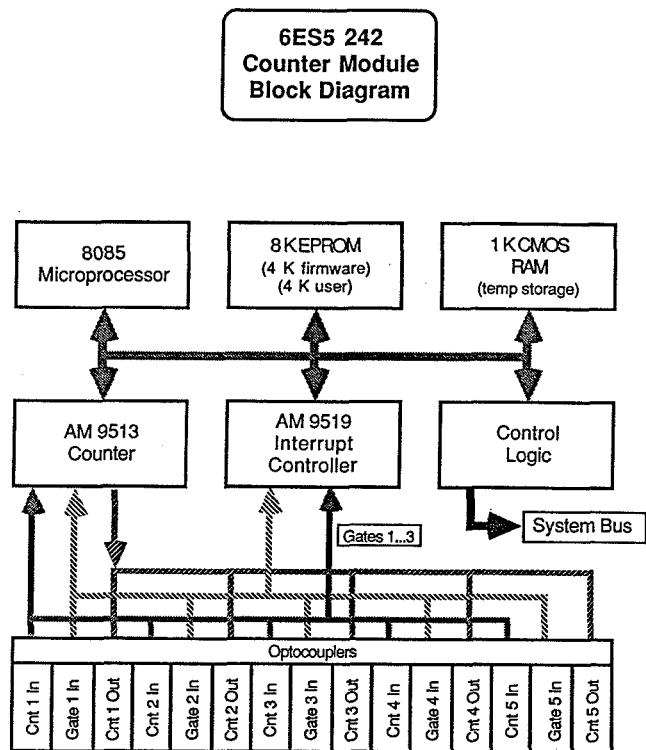 6ES5 242
Counter Module
Block Diagram
8085
Microprocessor
8 K EPROM
(4 K firmware)
(4 K user)
1 K CMOS
RAM
(temp storage)
AM 9513
Counter
AM 9519
Interrupt
Controller
Control
Logic
Gates 1...3
System Bus
Optocouplers
Cnt 1 In
Gate 1 In
Cnt 1 Out
Cnt 2 In
Gate 2 In
Cnt 2 Out
Cnt 3 In
Gate 3 In
Cnt 3 Out
Cnt 4 In
Gate 4 In
Cnt 4 Out
Cnt 5 In
Gate 5 In
Cnt 5 Out